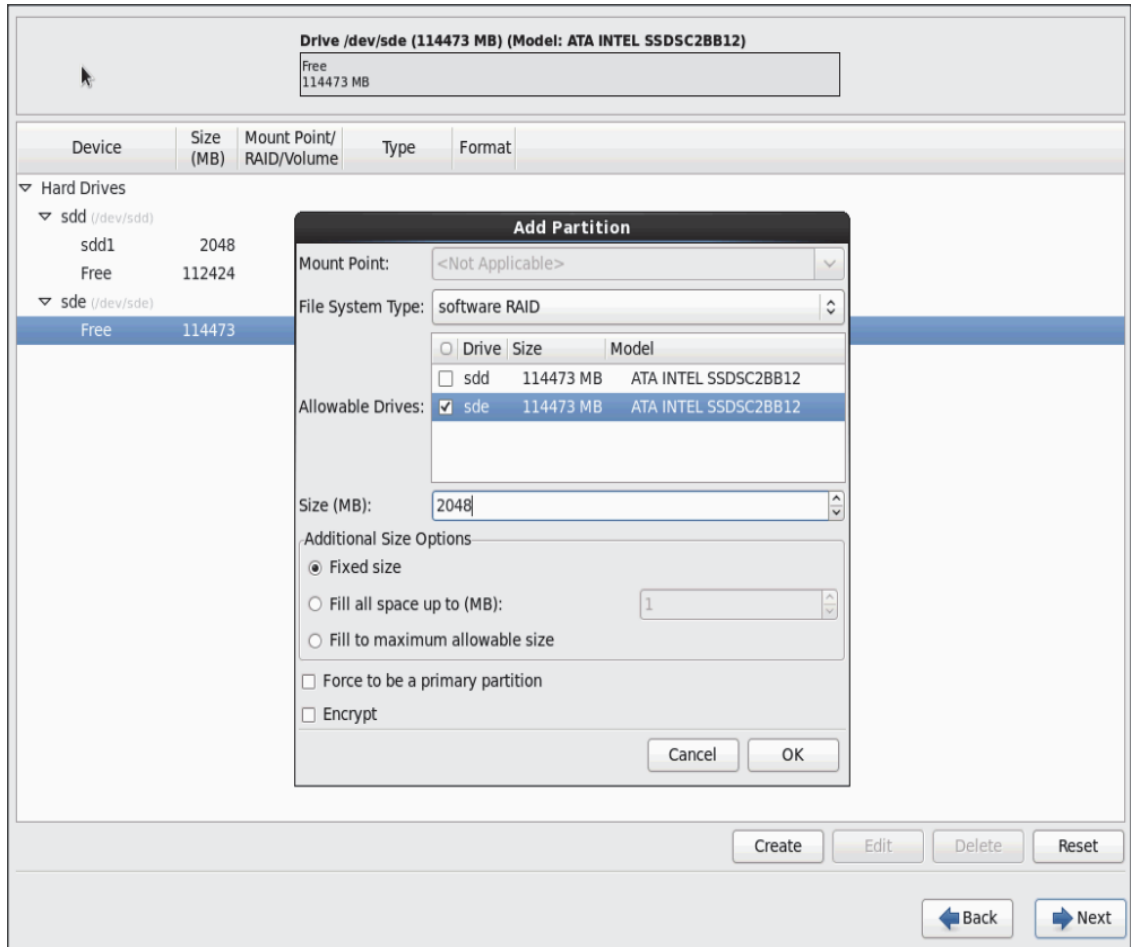 Drive /dev/sde (114473 MB) (Model: ATA INTEL SSDSC2BB12)
Free
114473 MB
Device Size (MB) Mount Point/ RAID/Volume Type Format
Hard Drives
sdd (/dev/sdd)
sdd1 2048
Free 112424
sde (/dev/sde)
Free 114473
Add Partition
Mount Point: <Not Applicable>
File System Type: software RAID
Drive Size Model
sdd 114473 MB ATA INTEL SSDSC2BB12
Allowable Drives: sde 114473 MB ATA INTEL SSDSC2BB12
Size (MB): 2048
Additional Size Options
Fixed size
Fill all space up to (MB): 1
Fill to maximum allowable size
Force to be a primary partition
Encrypt
Cancel OK
Create Edit Delete Reset
Back Next